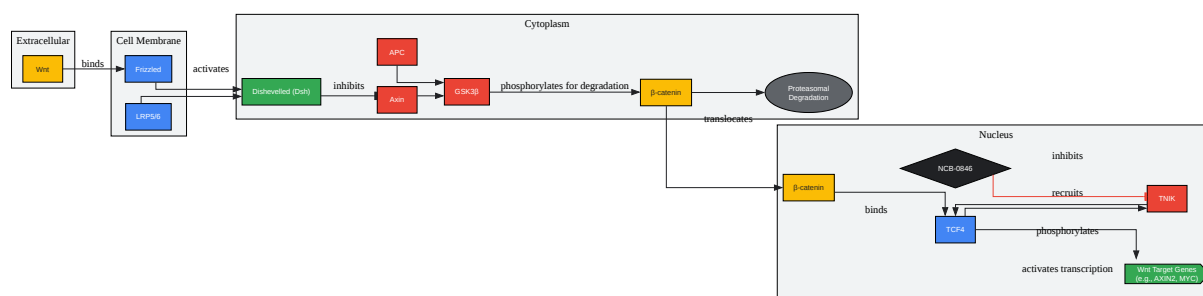 Extracellular
Wnt
binds
Cell Membrane
Frizzled
LRP5/6
activates
Cytoplasm
Dishevelled (Dsh)
inhibits
APC
Axin
GSK3β
phosphorylates for degradation
β-catenin
Proteasomal
Degradation
translocates
Nucleus
β-catenin
binds
NCB-0846
inhibits
recruits
TNIK
TCF4
phosphorylates
activates transcription
Wnt Target Genes
(e.g., AXIN2, MYC)